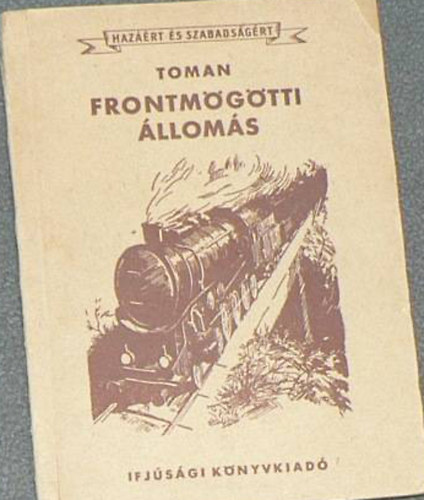 HAZÁÉRT ÉS SZABADSÁGÉRT
TOMAN
FRONTMÖGÖTTI
ÁLLOMÁS
IFJÚSÁGI KÖNYVKIADÓ